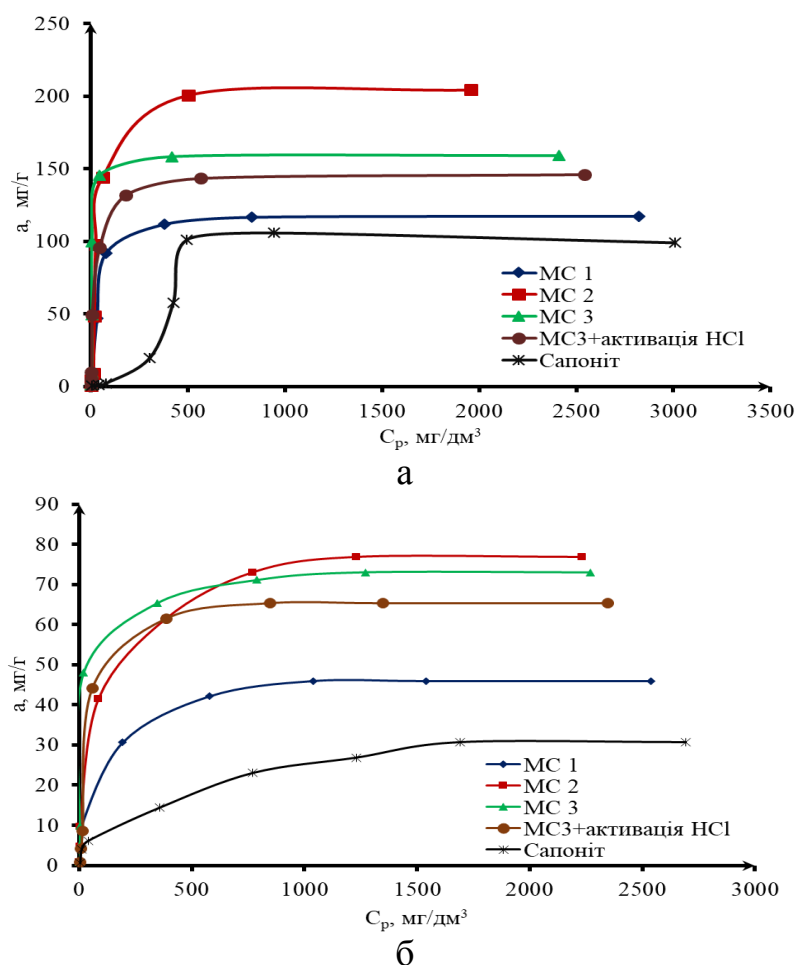 250
200
150
100
50
0
а, мг/г
МС 1
МС 2
МС 3
МС3+активація HCl
Сапоніт
0 500 1000 1500 2000 2500 3000 3500
Cр, мг/дм³
а
90
80
70
60
50
40
30
20
10
0
а, мг/г
МС 1
МС 2
МС 3
МС3+активація HCl
Сапоніт
0 500 1000 1500 2000 2500 3000
Cр, мг/дм³
б